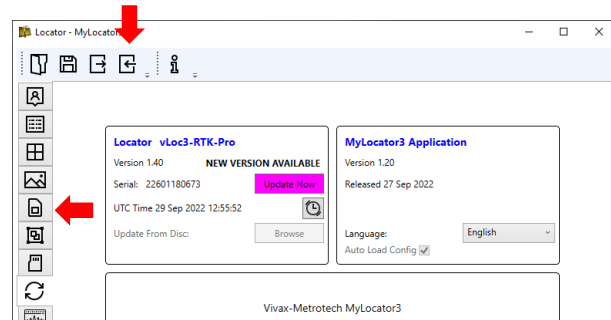 Locator - MyLocator3
Locator vLoc3-RTK-Pro
Version 1.40 NEW VERSION AVAILABLE
Serial: 22601180673 Update Now
UTC Time 29 Sep 2022 12:55:52
Update From Disc: Browse
MyLocator3 Application
Version 1.20
Released 27 Sep 2022
Language: English
Auto Load Config
Vivax-Metrotech MyLocator3